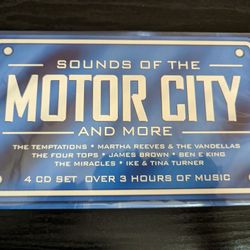 SOUNDS OF THE
MOTOR CITY
AND MORE
THE TEMPTATIONS • MARTHA REEVES & THE VANDELLAS
THE FOUR TOPS • JAMES BROWN • BEN E KING
THE MIRACLES • IKE & TINA TURNER
4 CD SET OVER 3 HOURS OF MUSIC